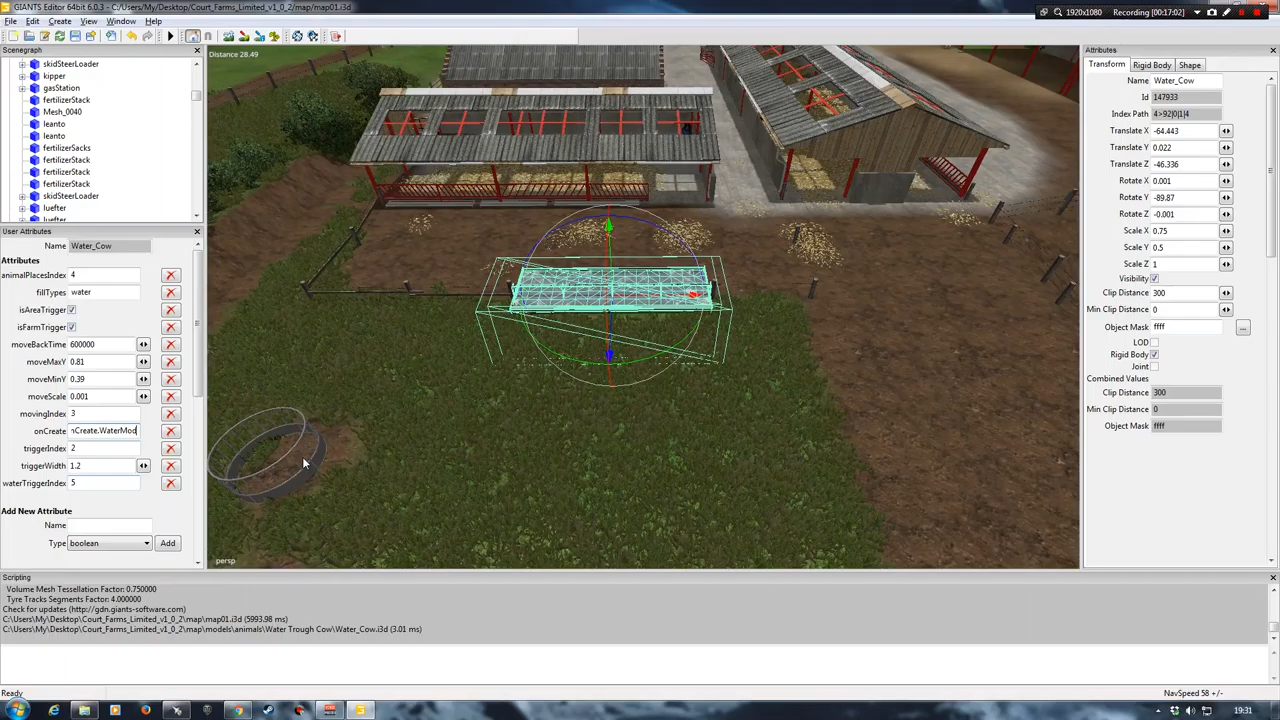 GIANTS Editor 64bit 6.0.3 - C:/Users/My/Desktop/Court_Farms_Limited_v1_0_2/map/map01.i3d
1920x1080
Recording [00:17:02]
File Edit Create View Scripts Window Help
Scenegraph
skidSteerLoader
kipper
gasStation
fertilizerStack
Mesh_0040
leanto
leanto
fertilizerSacks
fertilizerStack
fertilizerStack
fertilizerStack
skidSteerLoader
luefter
luefter
User Attributes
Name Water_Cow
Attributes
animalPlacesIndex 4
fillTypes water
isAreaTrigger
isFarmTrigger
moveBackTime 600000
moveMaxY 0.81
moveMinY 0.39
moveScale 0.001
movingIndex 3
onCreate nCreate.WaterMod
triggerIndex 2
triggerWidth 1.2
waterTriggerIndex 5
Add New Attribute
Name
Type boolean Add
Distance 28.49
persp
Attributes
Transform Rigid Body Shape
Name Water_Cow
Id 147933
Index Path 4>92|0|1|4
Translate X -64.443
Translate Y 0.022
Translate Z -46.336
Rotate X 0.001
Rotate Y -89.87
Rotate Z -0.001
Scale X 0.75
Scale Y 0.5
Scale Z 1
Visibility
Clip Distance 300
Min Clip Distance 0
Object Mask ffff ...
LOD
Rigid Body
Joint
Combined Values
Clip Distance 300
Min Clip Distance 0
Object Mask ffff
Scripting
Volume Mesh Tessellation Factor: 0.750000
Tyre Tracks Segments Factor: 4.000000
Check for updates (http://gdn.giants-software.com)
C:\Users\My\Desktop\Court_Farms_Limited_v1_0_2\map\map01.i3d (5993.98 ms)
C:\Users\My\Desktop\Court_Farms_Limited_v1_0_2\map\models\animals\Water Trough Cow\Water_Cow.i3d (3.01 ms)
Ready
NavSpeed 58 +/-
19:31